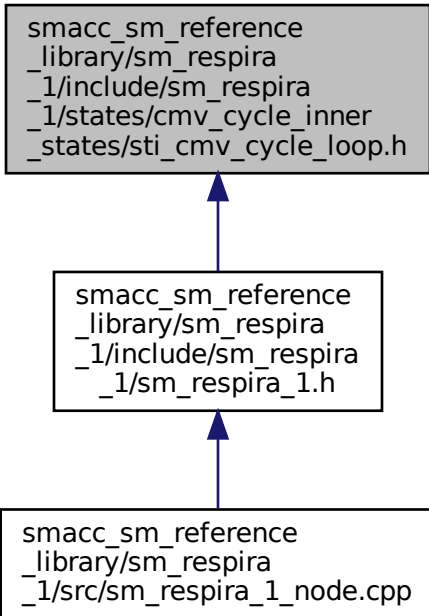 smacc_sm_reference
_library/sm_respira
_1/include/sm_respira
_1/states/cmv_cycle_inner
_states/sti_cmv_cycle_loop.h
smacc_sm_reference
_library/sm_respira
_1/include/sm_respira
_1/sm_respira_1.h
smacc_sm_reference
_library/sm_respira
_1/src/sm_respira_1_node.cpp